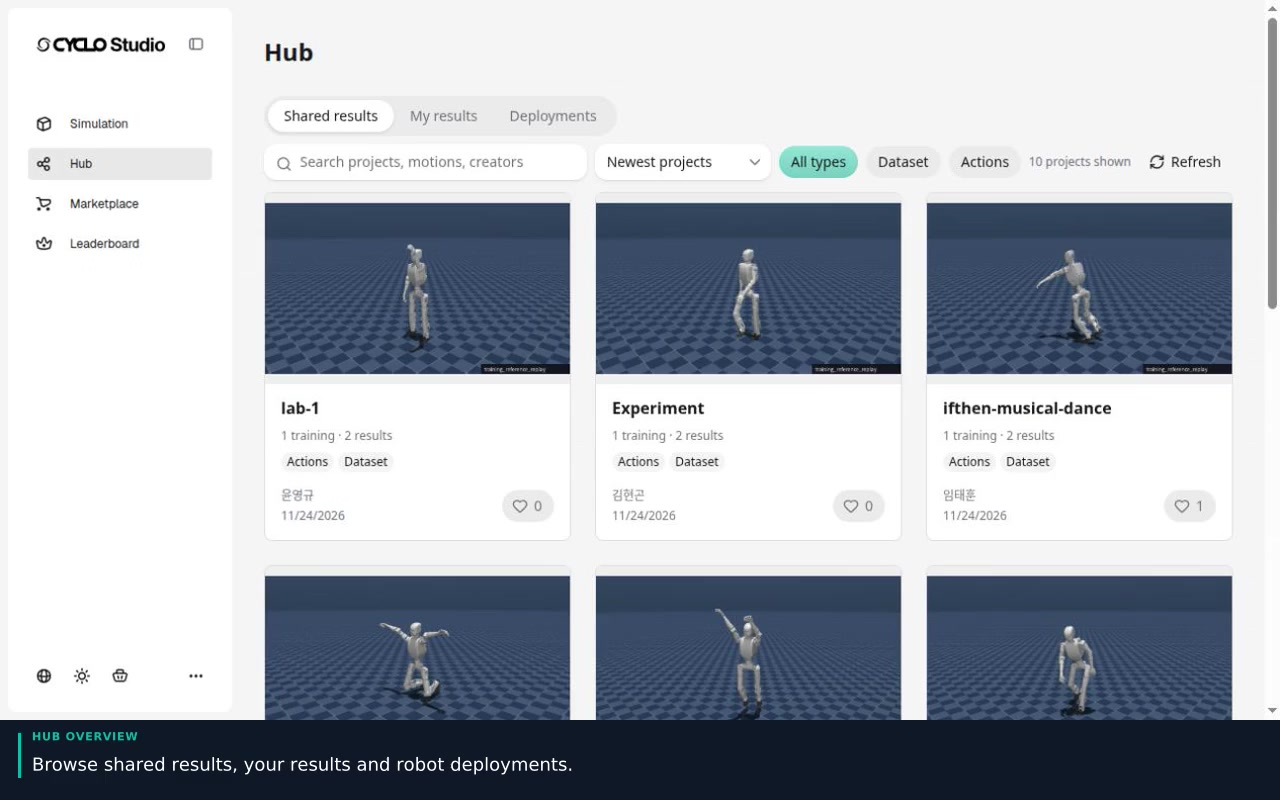 CYCLO Studio
Simulation
Hub
Marketplace
Leaderboard
Hub
Shared results
My results
Deployments
Search projects, motions, creators
Newest projects
All types
Dataset
Actions
10 projects shown
Refresh
training_reference_replay
training_reference_replay
training_reference_replay
lab-1
1 training · 2 results
Actions
Dataset
윤영규
11/24/2026
0
Experiment
1 training · 2 results
Actions
Dataset
김현곤
11/24/2026
0
ifthen-musical-dance
1 training · 2 results
Actions
Dataset
임태훈
11/24/2026
1
HUB OVERVIEW
Browse shared results, your results and robot deployments.